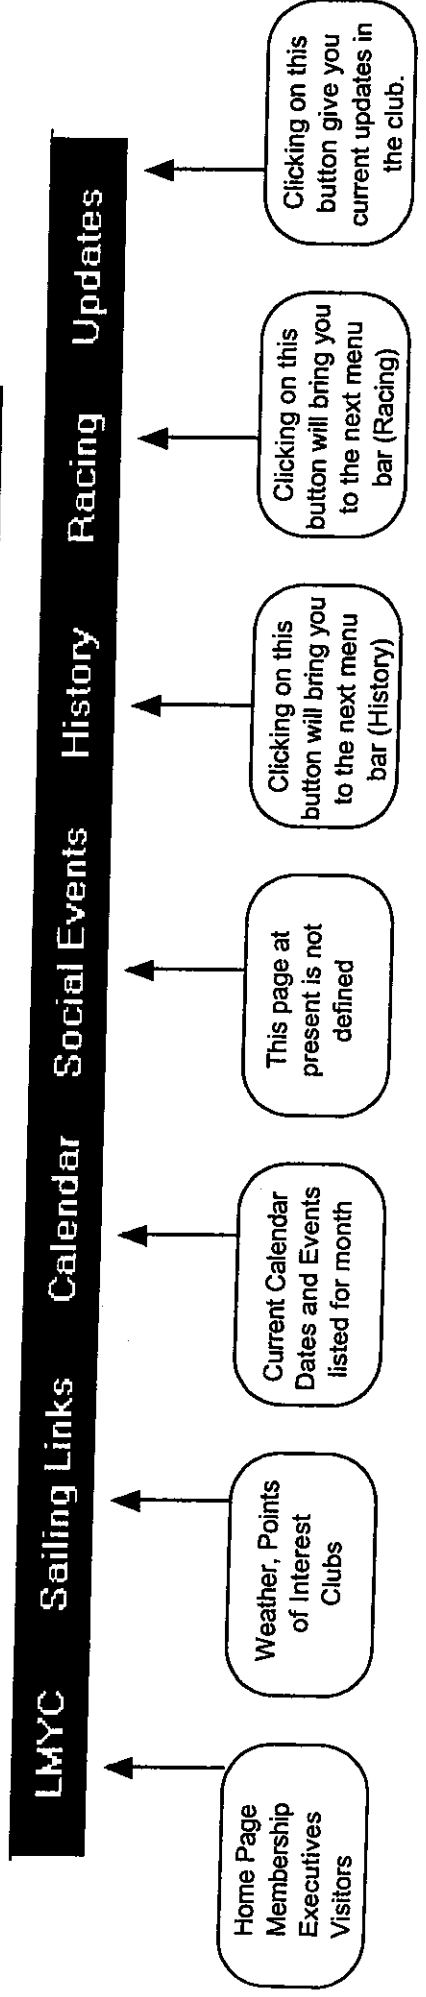 LMYC Sailing Links Calendar Social Events History Racing Updates
Home Page
Membership
Executives
Visitors
Weather, Points
of Interest
Clubs
Current Calendar
Dates and Events
listed for month
This page at
present is not
defined
Clicking on this
button will bring you
to the next menu
bar (History)
Clicking on this
button will bring you
to the next menu
bar (Racing)
Clicking on this
button give you
current updates in
the club.